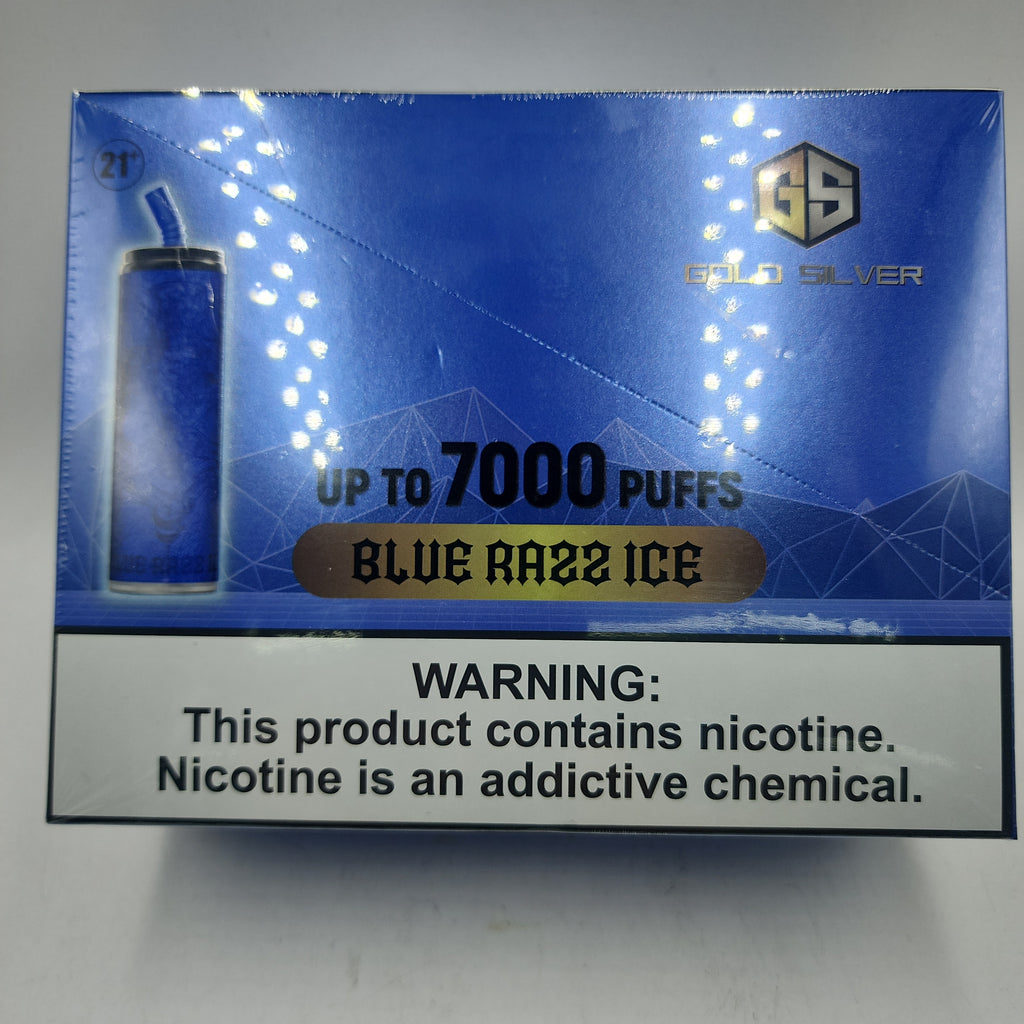 21+
GS
GOLD SILVER
UP TO 7000 PUFFS
BLUE RAZZ ICE
WARNING:
This product contains nicotine.
Nicotine is an addictive chemical.